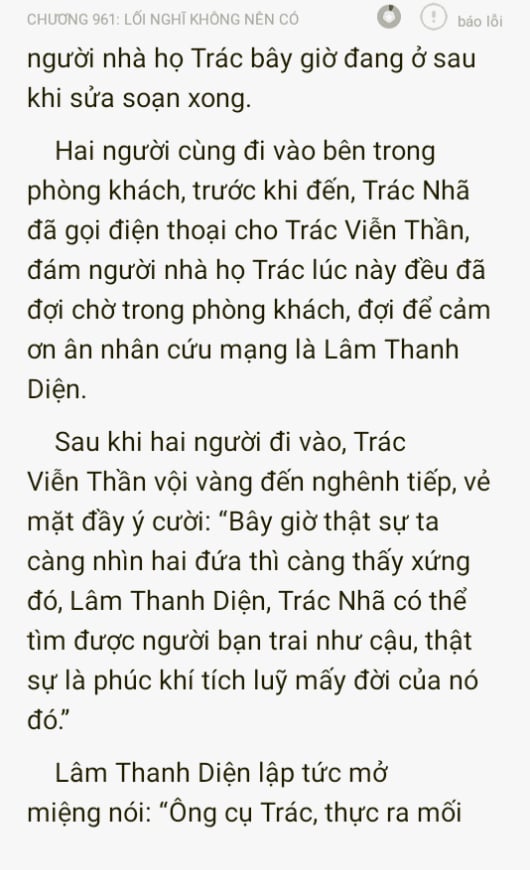 CHƯƠNG 961: LỐI NGHĨ KHÔNG NÊN CÓ
báo lỗi
người nhà họ Trác bây giờ đang ở sau
khi sửa soạn xong.
Hai người cùng đi vào bên trong
phòng khách, trước khi đến, Trác Nhã
đã gọi điện thoại cho Trác Viễn Thần,
đám người nhà họ Trác lúc này đều đã
đợi chờ trong phòng khách, đợi để cảm
ơn ân nhân cứu mạng là Lâm Thanh
Diện.
Sau khi hai người đi vào, Trác
Viễn Thần vội vàng đến nghênh tiếp, vẻ
mặt đầy ý cười: “Bây giờ thật sự ta
càng nhìn hai đứa thì càng thấy xứng
đó, Lâm Thanh Diện, Trác Nhã có thể
tìm được người bạn trai như cậu, thật
sự là phúc khí tích luỹ mấy đời của nó
đó.”
Lâm Thanh Diện lập tức mở
miệng nói: “Ông cụ Trác, thực ra mối